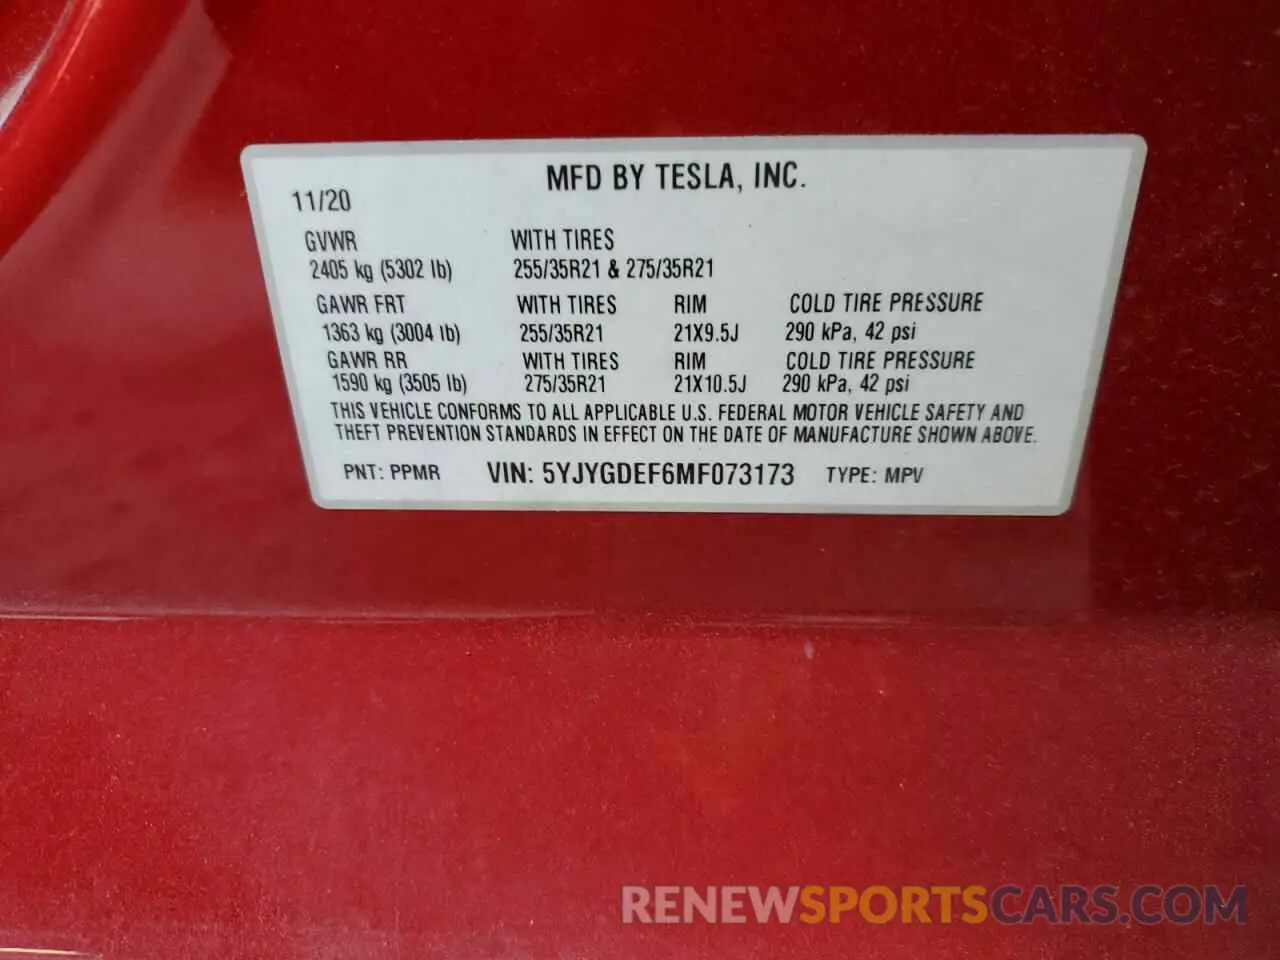 MFD BY TESLA, INC.
11/20
GVWR WITH TIRES
2405 kg (5302 lb) 255/35R21 & 275/35R21
GAWR FRT WITH TIRES RIM COLD TIRE PRESSURE
1363 kg (3004 lb) 255/35R21 21X9.5J 290 kPa, 42 psi
GAWR RR WITH TIRES RIM COLD TIRE PRESSURE
1590 kg (3505 lb) 275/35R21 21X10.5J 290 kPa, 42 psi
THIS VEHICLE CONFORMS TO ALL APPLICABLE U.S. FEDERAL MOTOR VEHICLE SAFETY AND
THEFT PREVENTION STANDARDS IN EFFECT ON THE DATE OF MANUFACTURE SHOWN ABOVE.
PNT: PPMR VIN: 5YJYGDEF6MF073173 TYPE: MPV
RENEWSPORTSCARS.COM